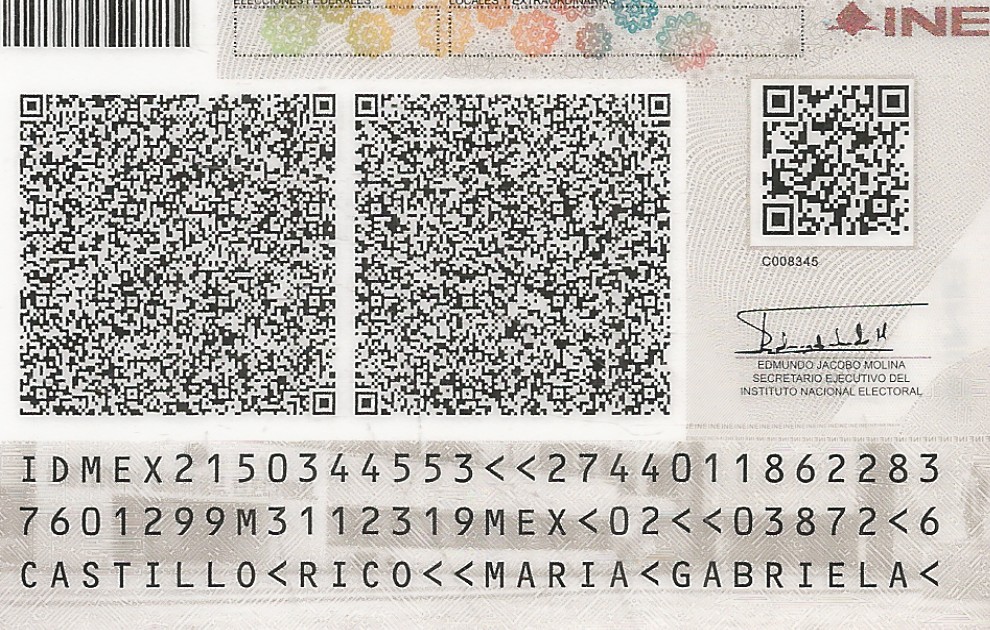 ELECCIONES FEDERALES LOCALES Y EXTRAORDINARIAS
INE
C008345
EDMUNDO JACOBO MOLINA
SECRETARIO EJECUTIVO DEL
INSTITUTO NACIONAL ELECTORAL
IDMEX2150344553<<2744011862283
7601299M3112319MEX<02<<03872<6
CASTILLO<RICO<<MARIA<GABRIELA<